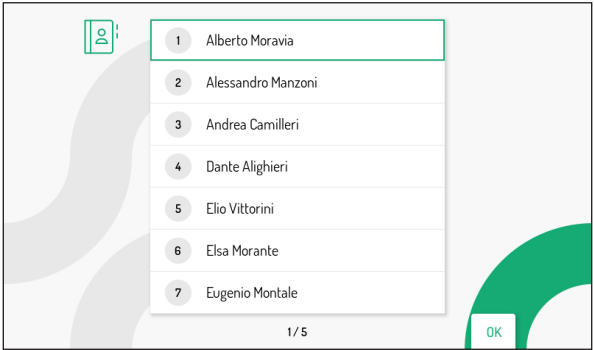 1 Alberto Moravia
2 Alessandro Manzoni
3 Andrea Camilleri
4 Dante Alighieri
5 Elio Vittorini
6 Elsa Morante
7 Eugenio Montale
1 / 5
OK